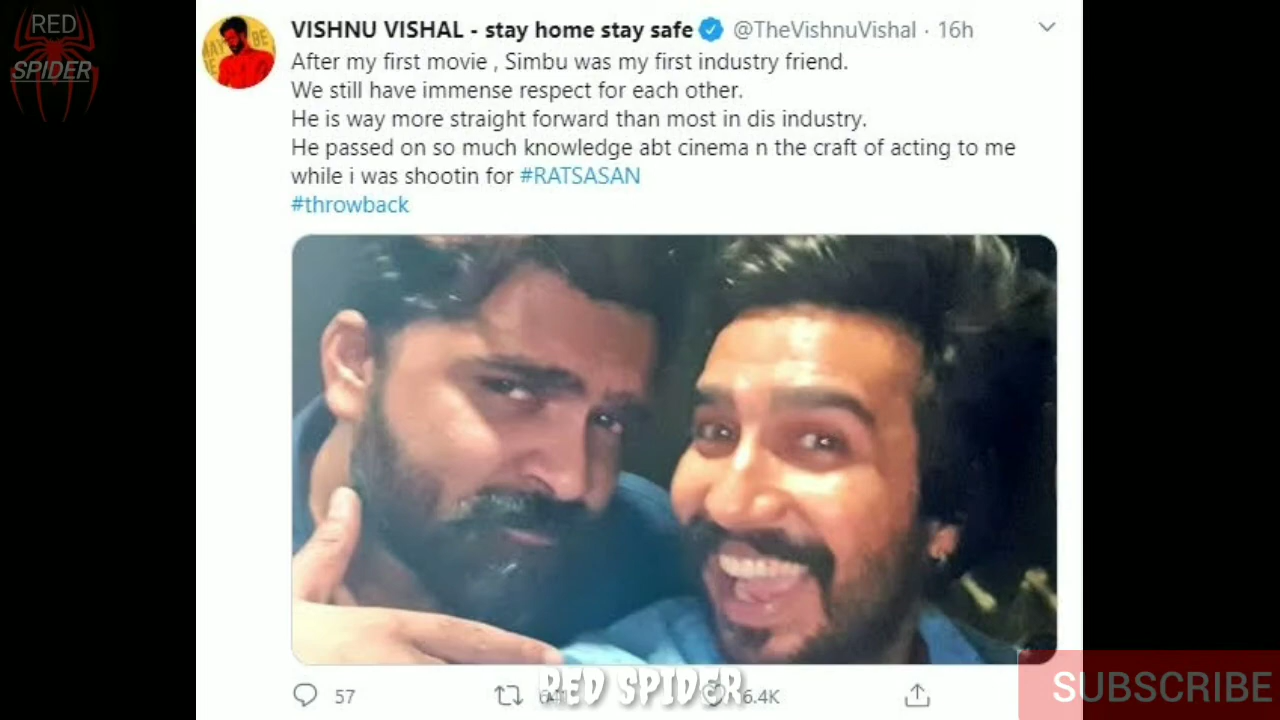 RED
SPIDER
VISHNU VISHAL - stay home stay safe @TheVishnuVishal · 16h
After my first movie , Simbu was my first industry friend.
We still have immense respect for each other.
He is way more straight forward than most in dis industry.
He passed on so much knowledge abt cinema n the craft of acting to me
while i was shootin for #RATSASAN
#throwback
57
6.4K
RED SPIDER
SUBSCRIBE